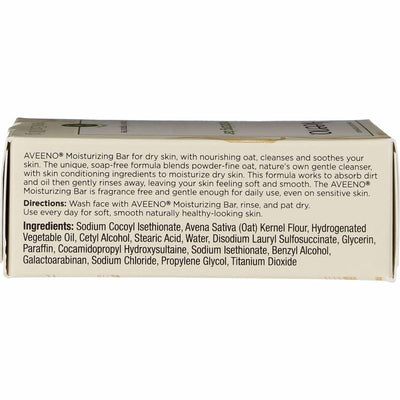 AVEENO® Moisturizing Bar for dry skin, with nourishing oat, cleanses and soothes your
skin. The unique, soap-free formula blends powder-fine oat, nature's own gentle cleanser,
with skin conditioning ingredients to moisturize dry skin. This formula works to absorb dirt
and oil then gently rinses away, leaving your skin feeling soft and smooth. The AVEENO®
Moisturizing Bar is fragrance free and gentle enough for daily use, even on sensitive skin.
Directions: Wash face with AVEENO® Moisturizing Bar, rinse, and pat dry.
Use every day for soft, smooth naturally healthy-looking skin.
Ingredients: Sodium Cocoyl Isethionate, Avena Sativa (Oat) Kernel Flour, Hydrogenated
Vegetable Oil, Cetyl Alcohol, Stearic Acid, Water, Disodium Lauryl Sulfosuccinate, Glycerin,
Paraffin, Cocamidopropyl Hydroxysultaine, Sodium Isethionate, Benzyl Alcohol,
Galactoarabinan, Sodium Chloride, Propylene Glycol, Titanium Dioxide